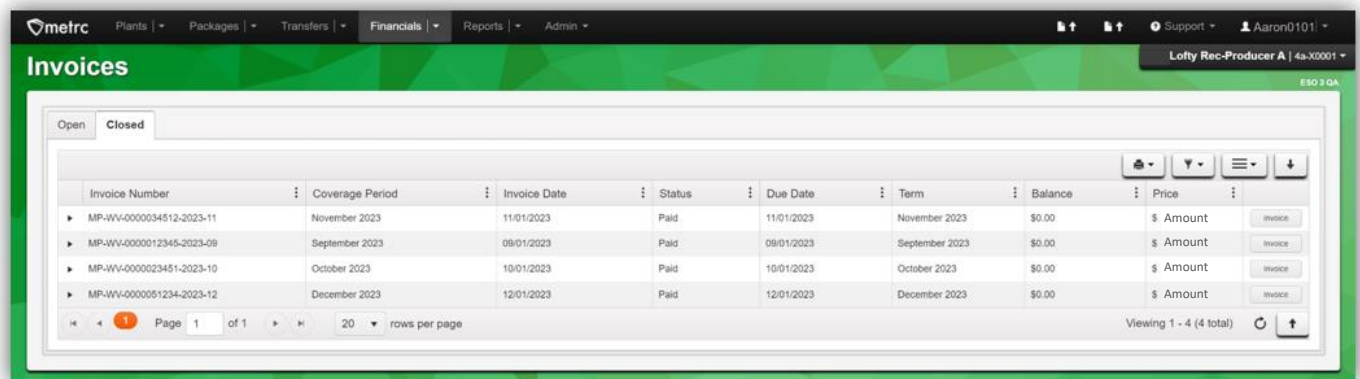 metrc Plants Packages Transfers Financials Reports Admin Support Aaron0101
Lofty Rec-Producer A | 4a-X0001
Invoices
ESO 3 QA
Open Closed
Invoice Number Coverage Period Invoice Date Status Due Date Term Balance Price
MP-WV-0000034512-2023-11 November 2023 11/01/2023 Paid 11/01/2023 November 2023 $0.00 $ Amount Invoice
MP-WV-0000012345-2023-09 September 2023 09/01/2023 Paid 09/01/2023 September 2023 $0.00 $ Amount Invoice
MP-WV-0000023451-2023-10 October 2023 10/01/2023 Paid 10/01/2023 October 2023 $0.00 $ Amount Invoice
MP-WV-0000051234-2023-12 December 2023 12/01/2023 Paid 12/01/2023 December 2023 $0.00 $ Amount Invoice
1 Page 1 of 1 20 rows per page Viewing 1 - 4 (4 total)